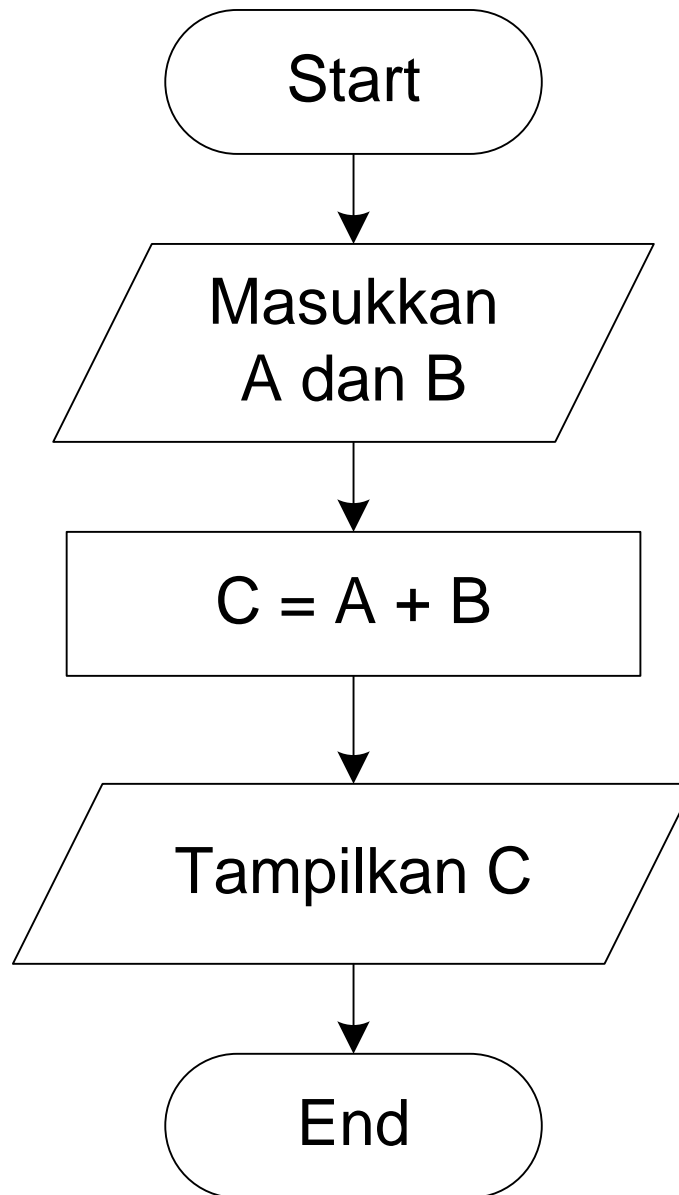 Start
Masukkan
A dan B
C = A + B
Tampilkan C
End